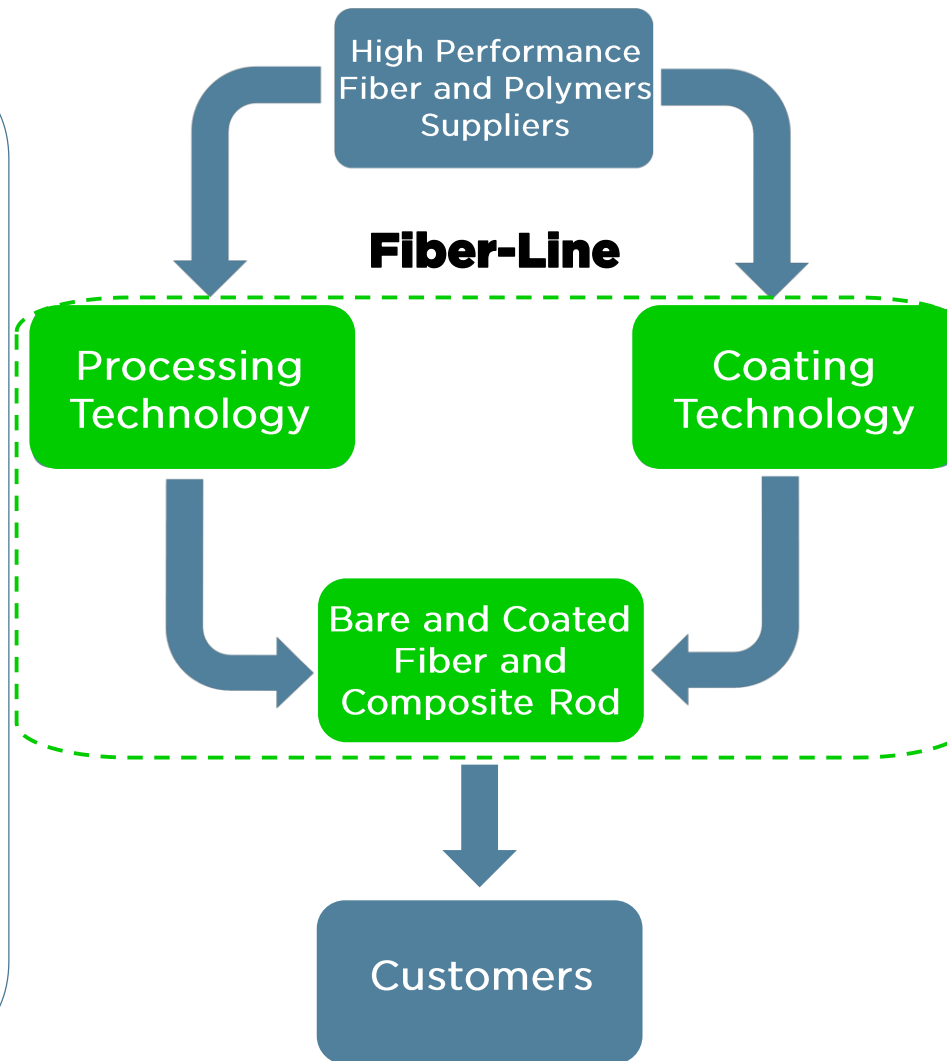 High Performance
Fiber and Polymers
Suppliers
Fiber-Line
Processing
Technology
Coating
Technology
Bare and Coated
Fiber and
Composite Rod
Customers